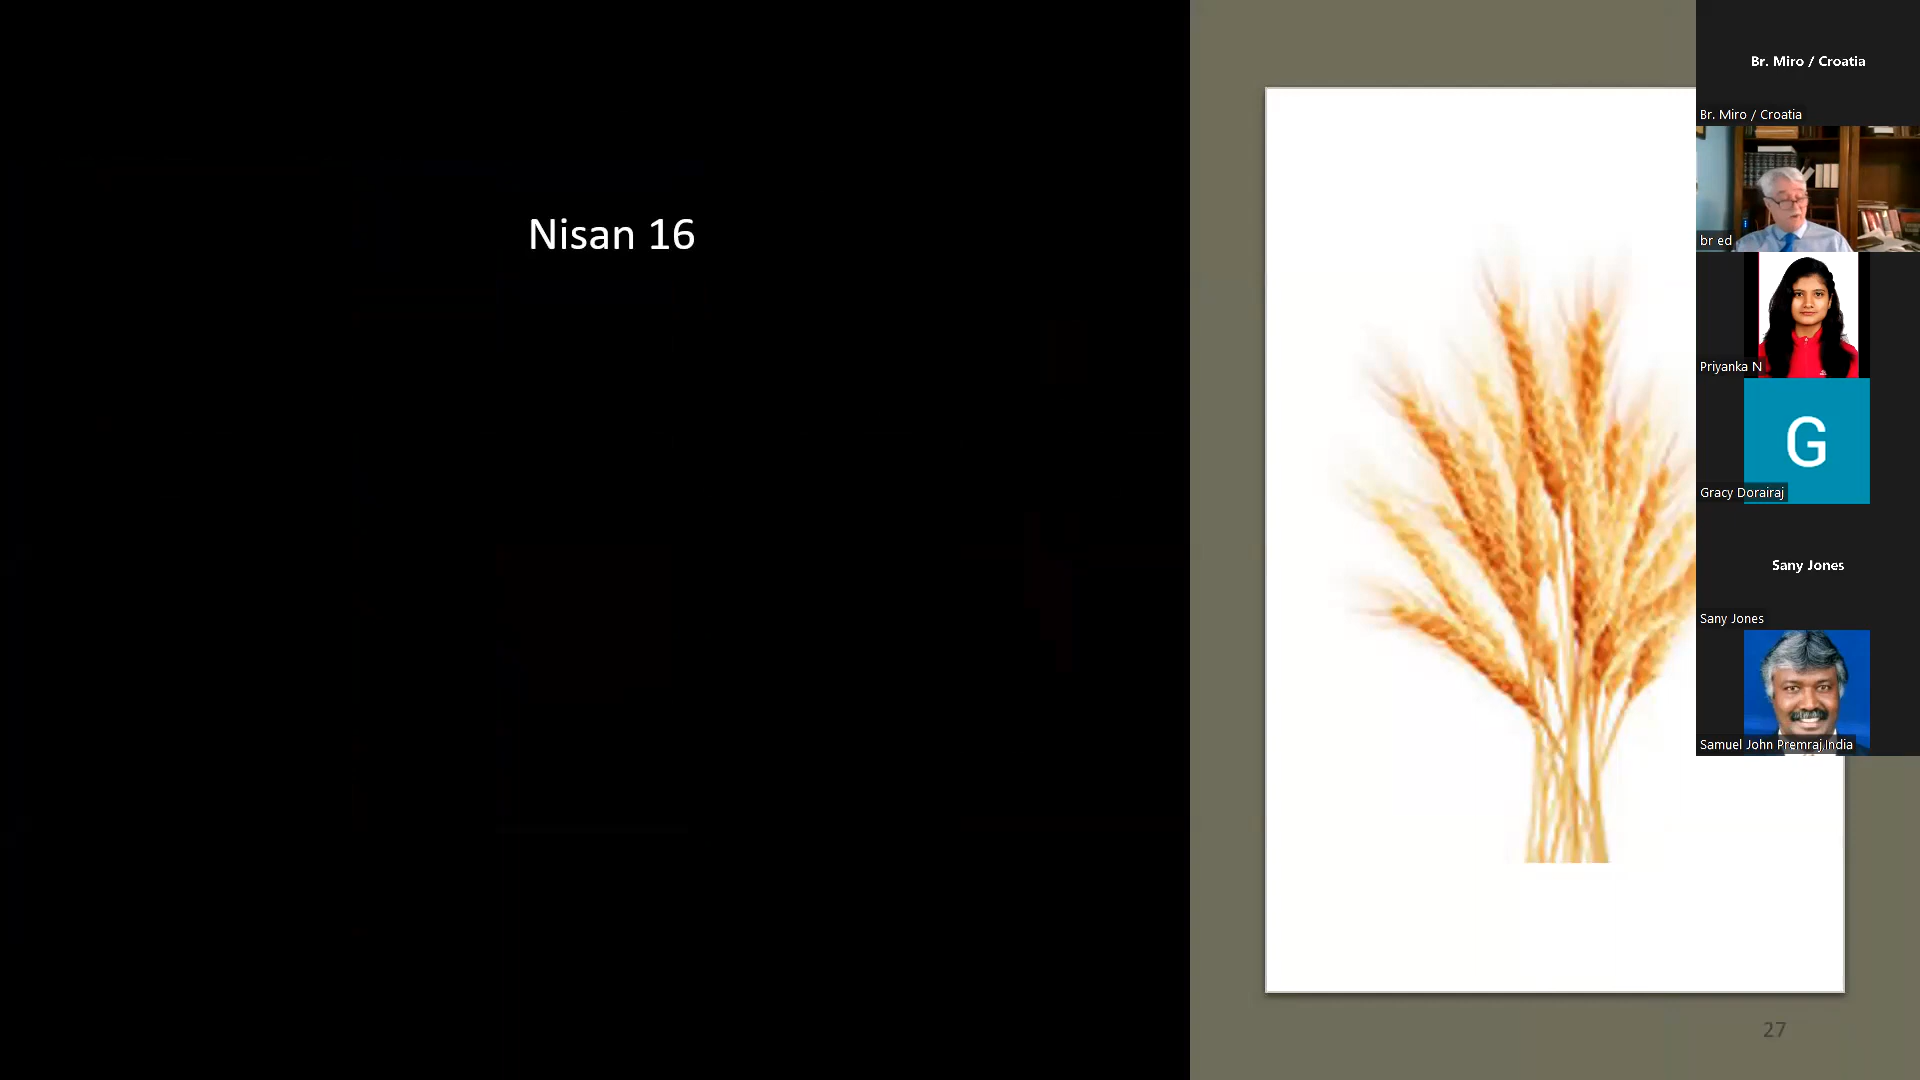 Nisan 16
Br. Miro / Croatia
Br. Miro / Croatia
br ed
Priyanka N
G
Gracy Dorairaj
Sany Jones
Sany Jones
Samuel John Premraj,India
27